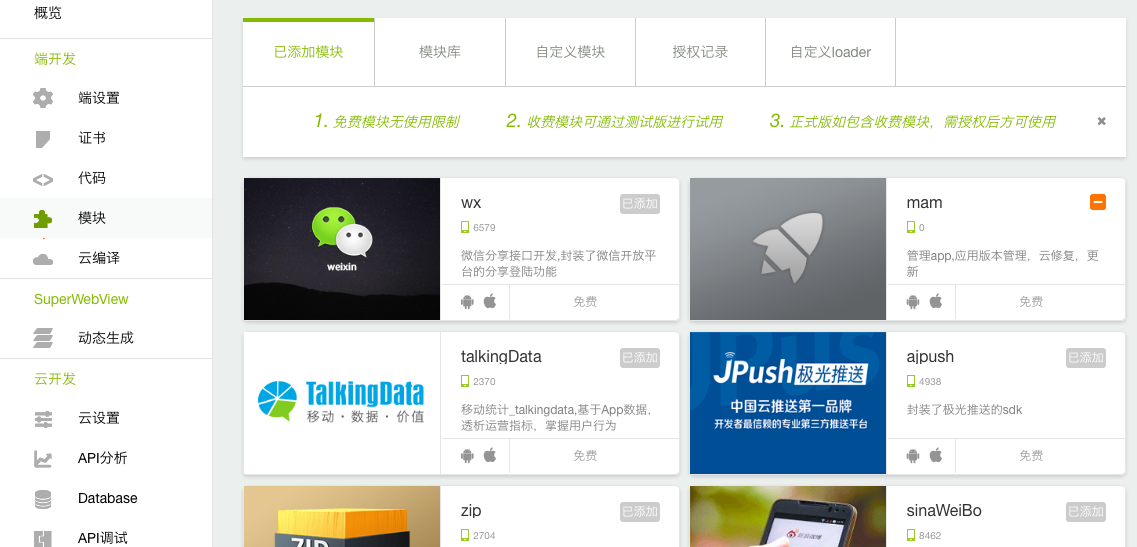 概览
端开发
端设置
证书
代码
模块
云编译
SuperWebView
动态生成
云开发
云设置
API分析
Database
API调试
已添加模块
模块库
自定义模块
授权记录
自定义loader
1. 免费模块无使用限制
2. 收费模块可通过测试版进行试用
3. 正式版如包含收费模块，需授权后方可使用
weixin
wx
已添加
6579
微信分享接口开发,封装了微信开放平
台的分享登陆功能
免费
mam
0
管理app,应用版本管理，云修复，更
新
免费
TalkingData
移动·数据·价值
talkingData
已添加
2370
移动统计_talkingdata,基于App数据，
透析运营指标，掌握用户行为
免费
JPush 极光推送
中国云推送第一品牌
开发者最信赖的专业第三方推送平台
ajpush
已添加
4938
封装了极光推送的sdk
免费
ZIP
zip
已添加
2704
sinaWeiBo
已添加
8462